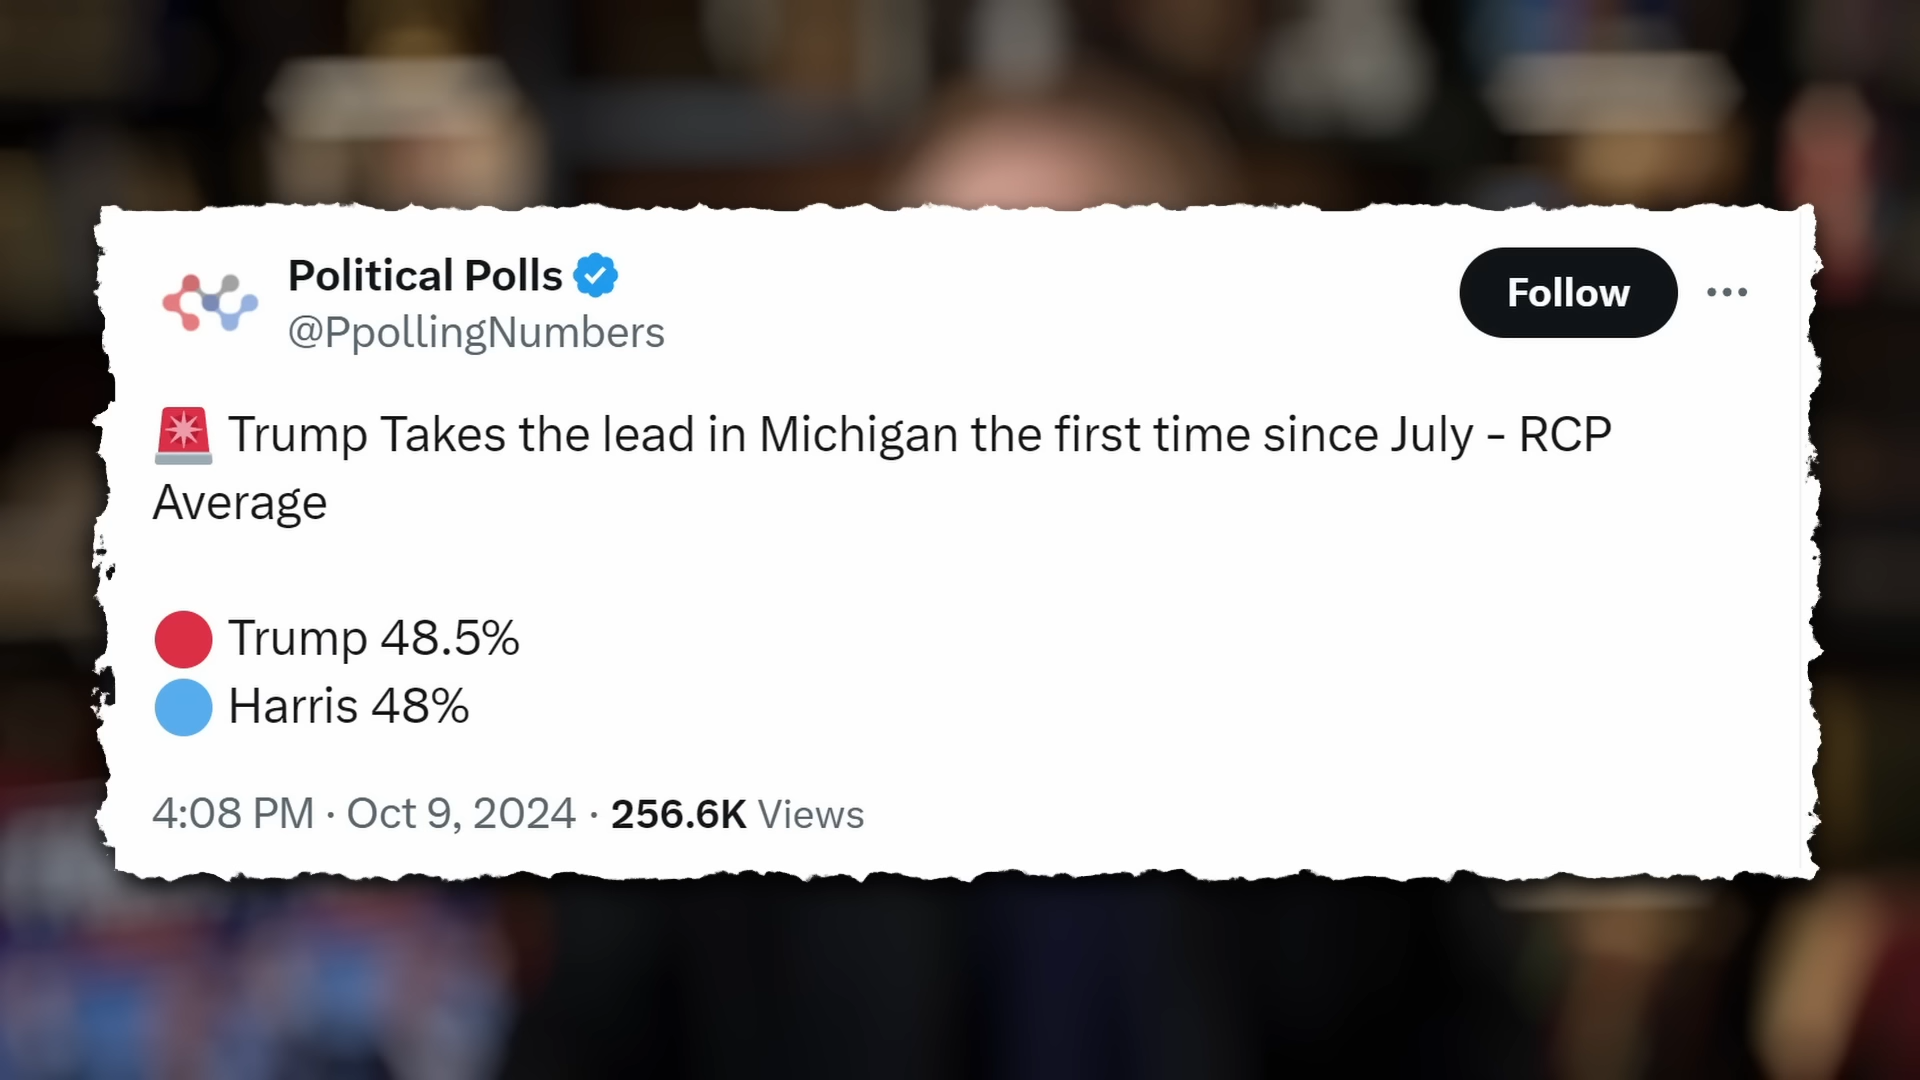 Political Polls
@PpollingNumbers
Follow
🚨 Trump Takes the lead in Michigan the first time since July - RCP
Average
🔴 Trump 48.5%
🔵 Harris 48%
4:08 PM · Oct 9, 2024 · 256.6K Views